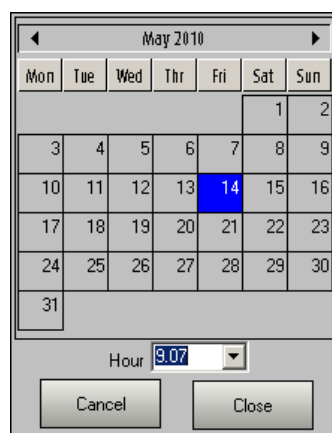 May 2010
Mon Tue Wed Thr Fri Sat Sun
1 2
3 4 5 6 7 8 9
10 11 12 13 14 15 16
17 18 19 20 21 22 23
24 25 26 27 28 29 30
31
Hour 9.07
Cancel Close